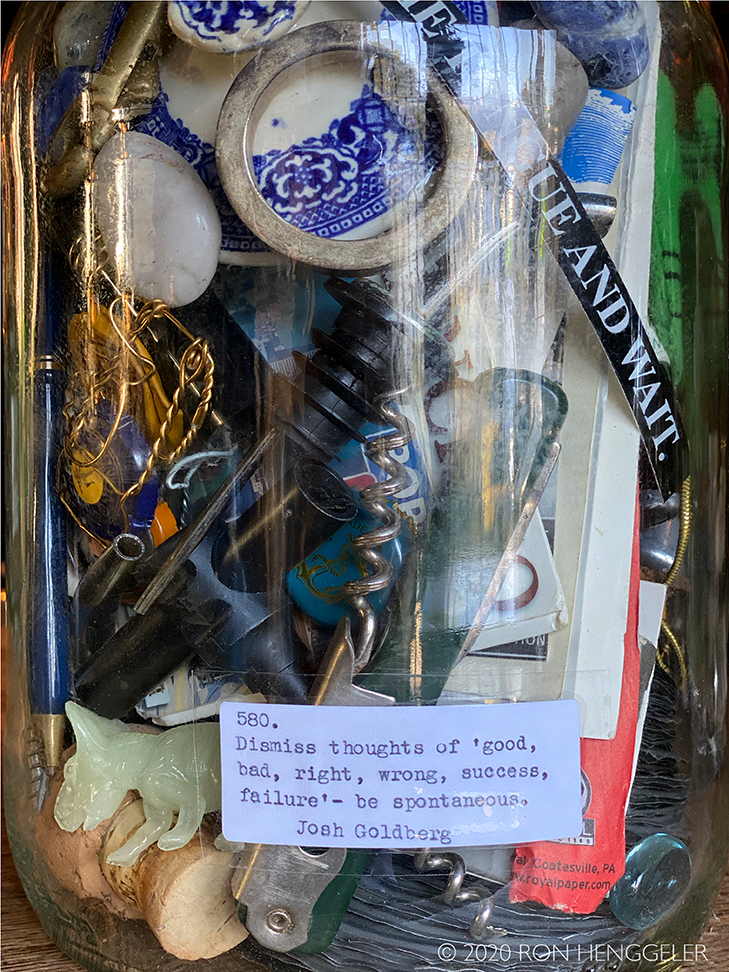 UE AND WAIT.
580.
Dismiss thoughts of 'good,
bad, right, wrong, success,
failure'- be spontaneous.
Josh Goldberg
Coatesville, PA
w.royalpaper.com
© 2020 RON HENGGELER